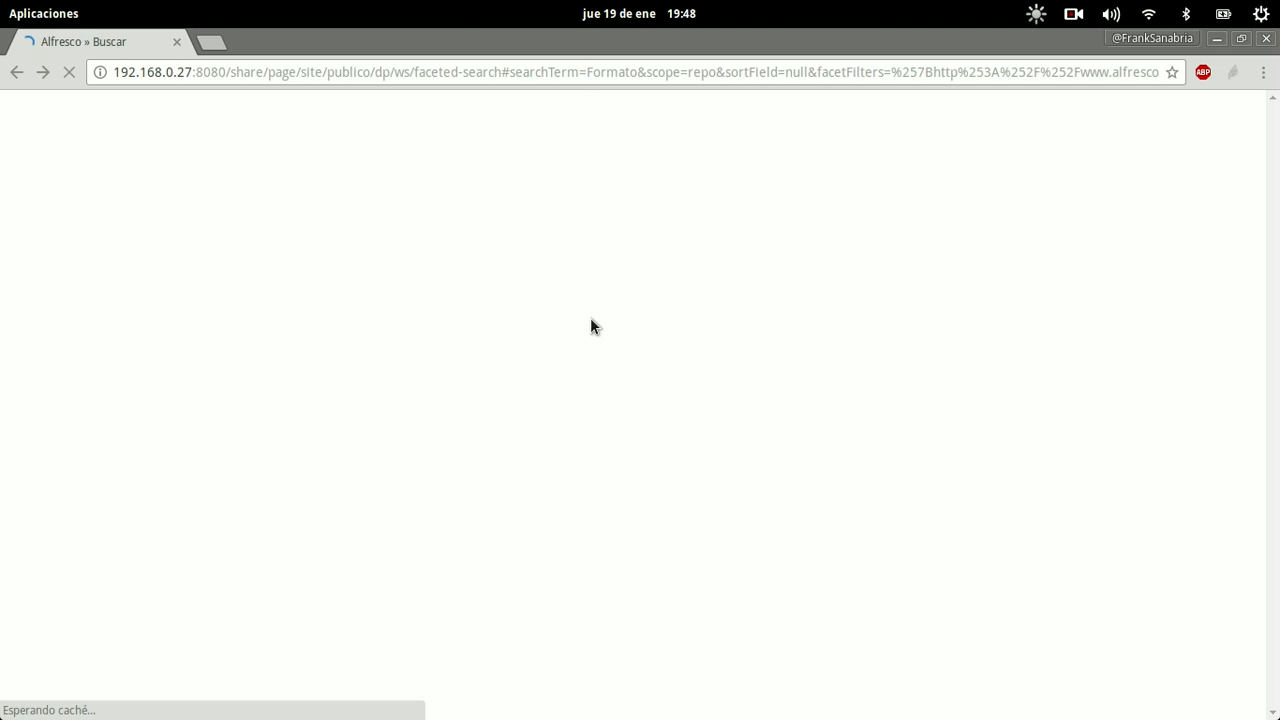 Aplicaciones
jue 19 de ene 19:48
Alfresco » Buscar
@FrankSanabria
192.168.0.27:8080/share/page/site/publico/dp/ws/faceted-search#searchTerm=Formato&scope=repo&sortField=null&facetFilters=%257Bhttp%253A%252F%252Fwww.alfresco
ABP
Esperando caché...